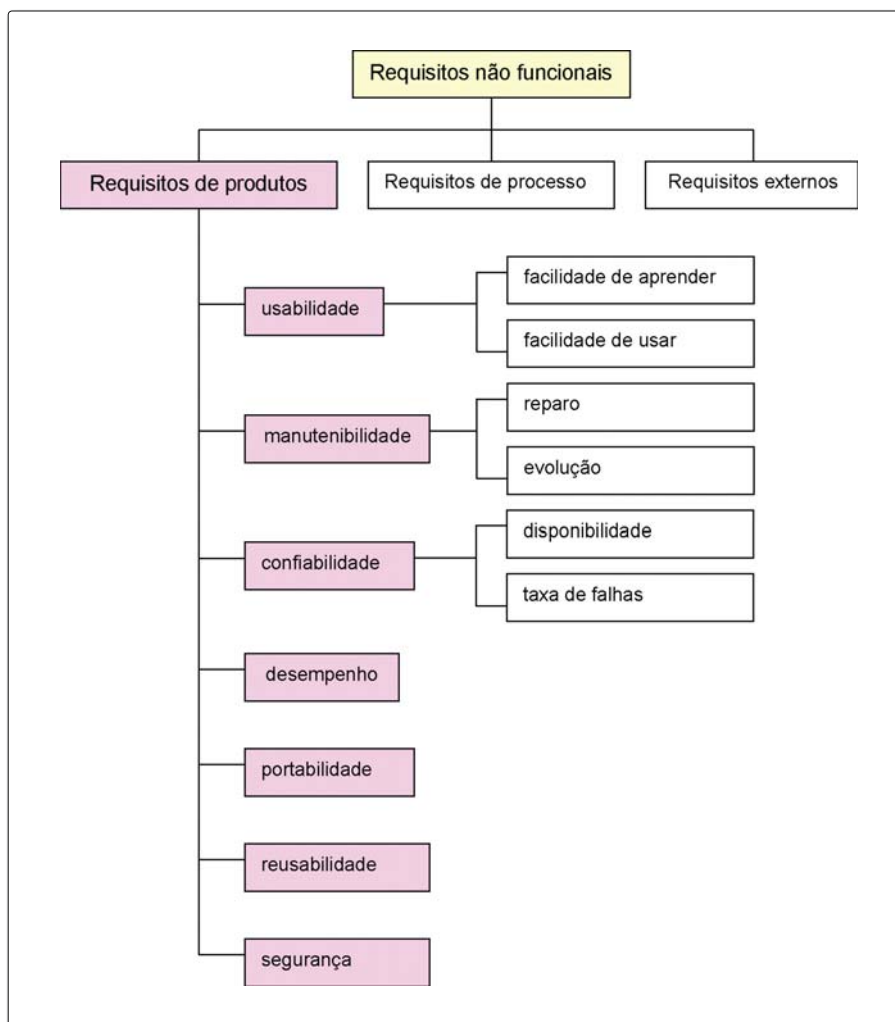 Requisitos não funcionais
Requisitos de produtos
Requisitos de processo
Requisitos externos
usabilidade
facilidade de aprender
facilidade de usar
manutenibilidade
reparo
evolução
confiabilidade
disponibilidade
taxa de falhas
desempenho
portabilidade
reusabilidade
segurança